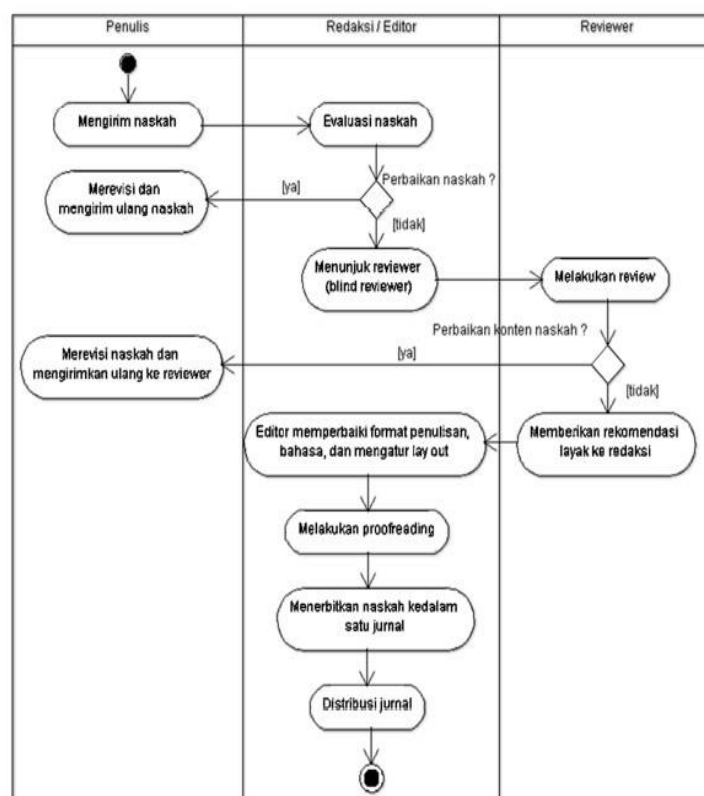 Penulis
Redaksi / Editor
Reviewer
Mengirim naskah
Evaluasi naskah
Perbaikan naskah ?
[ya]
Merevisi dan
mengirim ulang naskah
[tidak]
Menunjuk reviewer
(blind reviewer)
Melakukan review
Perbaikan konten naskah ?
[ya]
Merevisi naskah dan
mengirimkan ulang ke reviewer
[tidak]
Memberikan rekomendasi
layak ke redaksi
Editor memperbaiki format penulisan,
bahasa, dan mengatur lay out
Melakukan proofreading
Menerbitkan naskah kedalam
satu jurnal
Distribusi jurnal